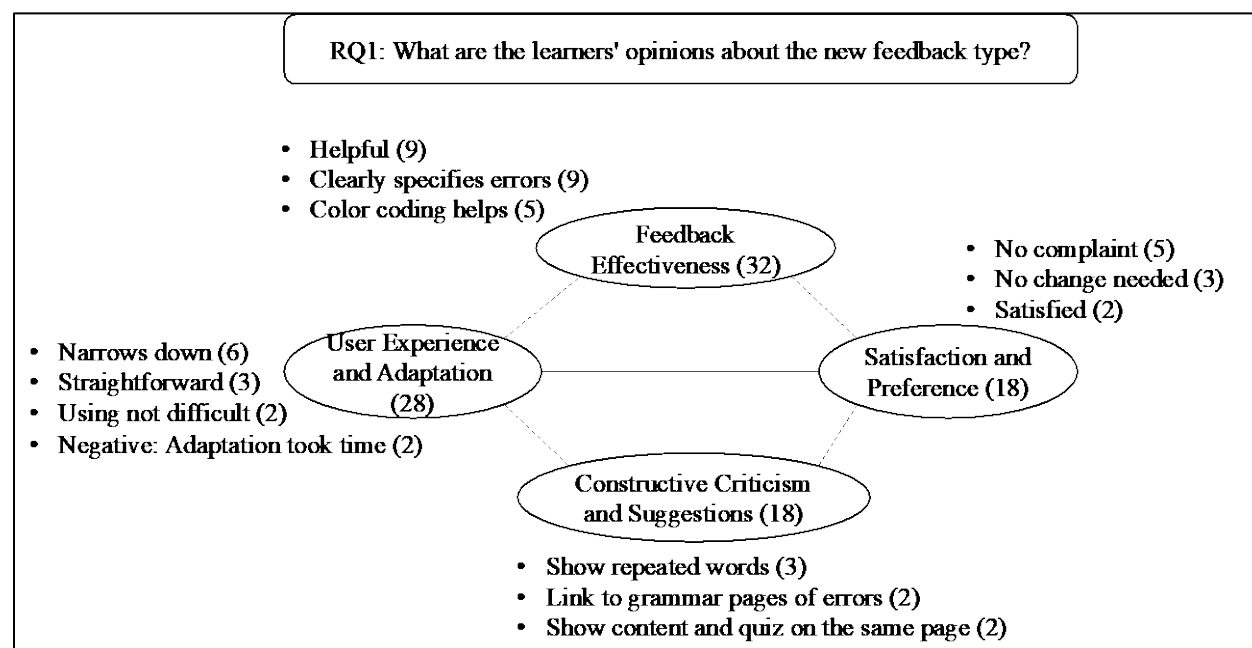 RQ1: What are the learners' opinions about the new feedback type?
• Helpful (9)
• Clearly specifies errors (9)
• Color coding helps (5)
Feedback
Effectiveness (32)
• No complaint (5)
• No change needed (3)
• Satisfied (2)
• Narrows down (6)
• Straightforward (3)
• Using not difficult (2)
• Negative: Adaptation took time (2)
User Experience
and Adaptation
(28)
Satisfaction and
Preference (18)
Constructive Criticism
and Suggestions (18)
• Show repeated words (3)
• Link to grammar pages of errors (2)
• Show content and quiz on the same page (2)